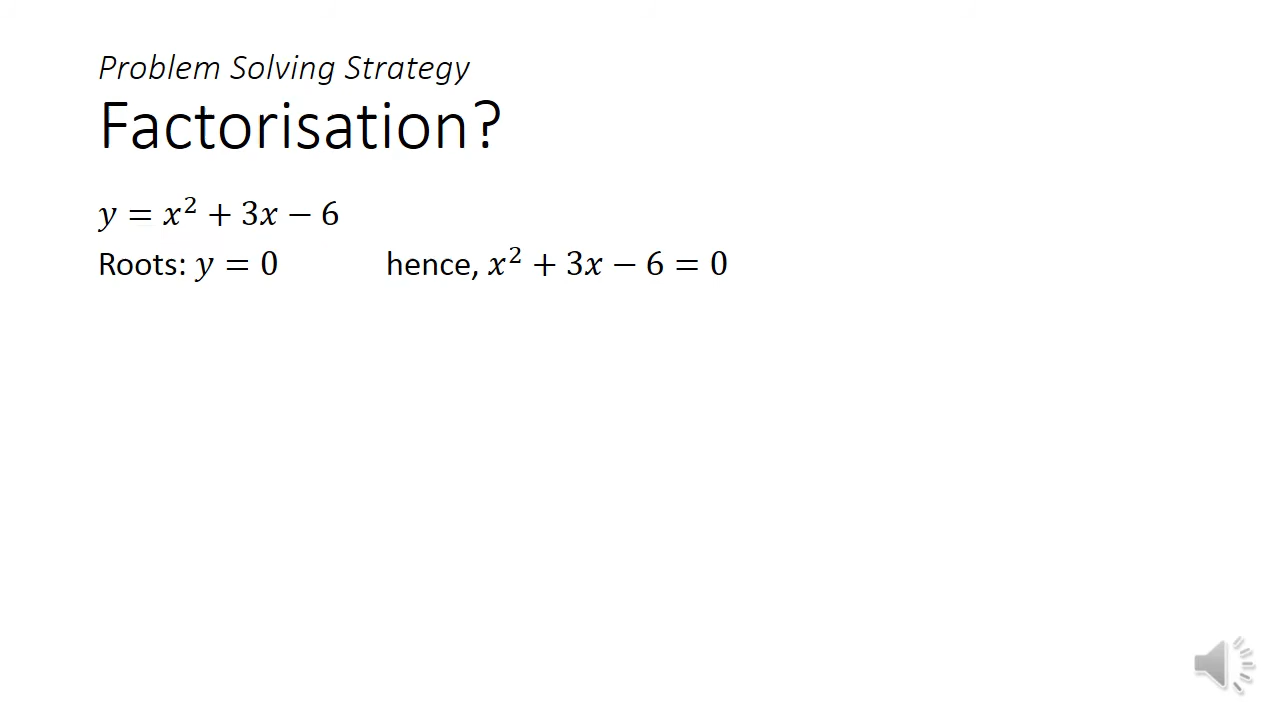 Problem Solving Strategy
Factorisation?
𝑦 = 𝑥² + 3𝑥 − 6
Roots: 𝑦 = 0 hence, 𝑥² + 3𝑥 − 6 = 0